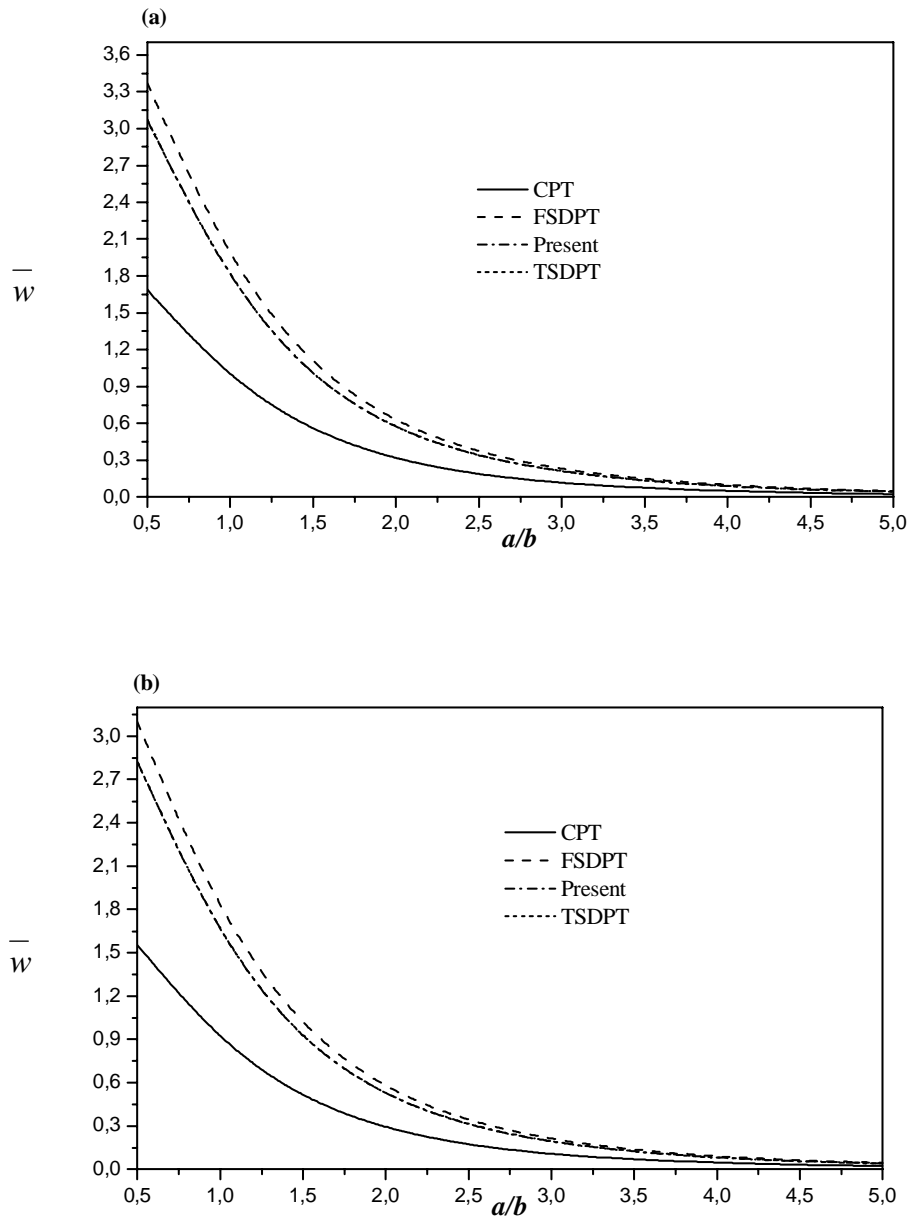 (a)
3,6
3,3
3,0
2,7
2,4
2,1
1,8
1,5
1,2
0,9
0,6
0,3
0,0
w
CPT
FSDPT
Present
TSDPT
0,5 1,0 1,5 2,0 2,5 3,0 3,5 4,0 4,5 5,0
a/b
(b)
3,0
2,7
2,4
2,1
1,8
1,5
1,2
0,9
0,6
0,3
0,0
w
CPT
FSDPT
Present
TSDPT
0,5 1,0 1,5 2,0 2,5 3,0 3,5 4,0 4,5 5,0
a/b